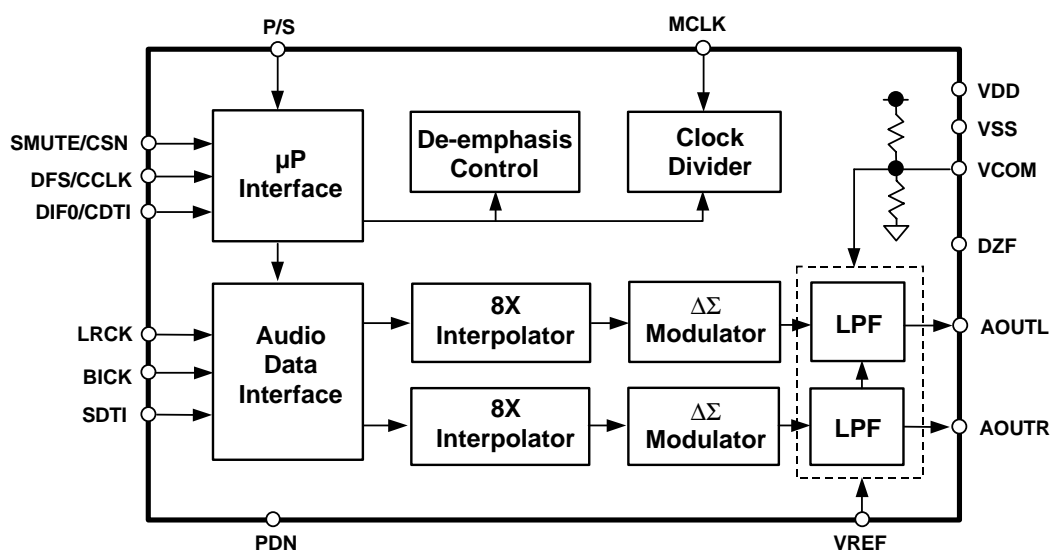 P/S
MCLK
VDD
VSS
VCOM
DZF
AOUTL
AOUTR
SMUTE/CSN
DFS/CCLK
DIF0/CDTI
LRCK
BICK
SDTI
PDN
VREF
µP
Interface
De-emphasis
Control
Clock
Divider
Audio
Data
Interface
8X
Interpolator
ΔΣ
Modulator
LPF
8X
Interpolator
ΔΣ
Modulator
LPF